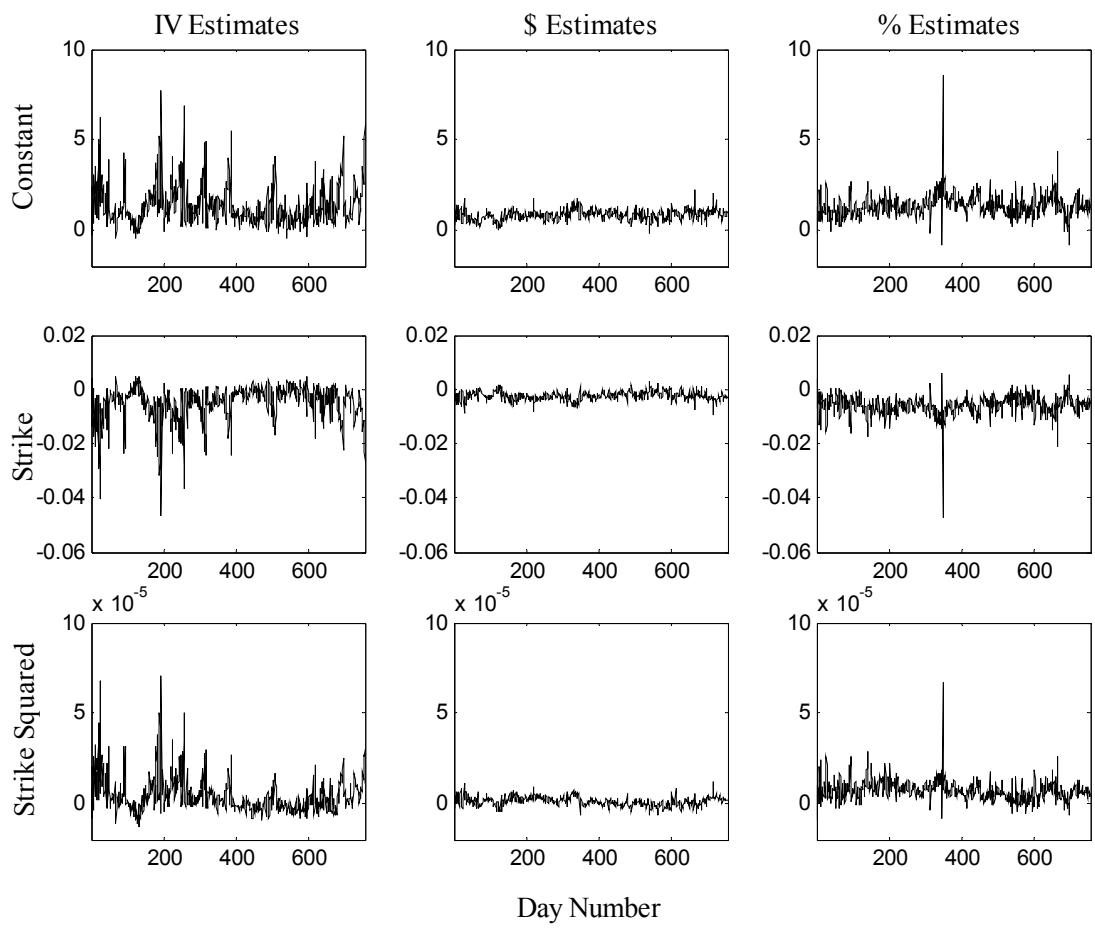 IV Estimates $ Estimates % Estimates
Constant
10 10 10
5 5 5
0 0 0
200 400 600 200 400 600 200 400 600
Strike
0.02 0.02 0.02
0 0 0
-0.02 -0.02 -0.02
-0.04 -0.04 -0.04
-0.06 -0.06 -0.06
200 400 600 200 400 600 200 400 600
x 10-5 x 10-5 x 10-5
Strike Squared
10 10 10
5 5 5
0 0 0
200 400 600 200 400 600 200 400 600
Day Number